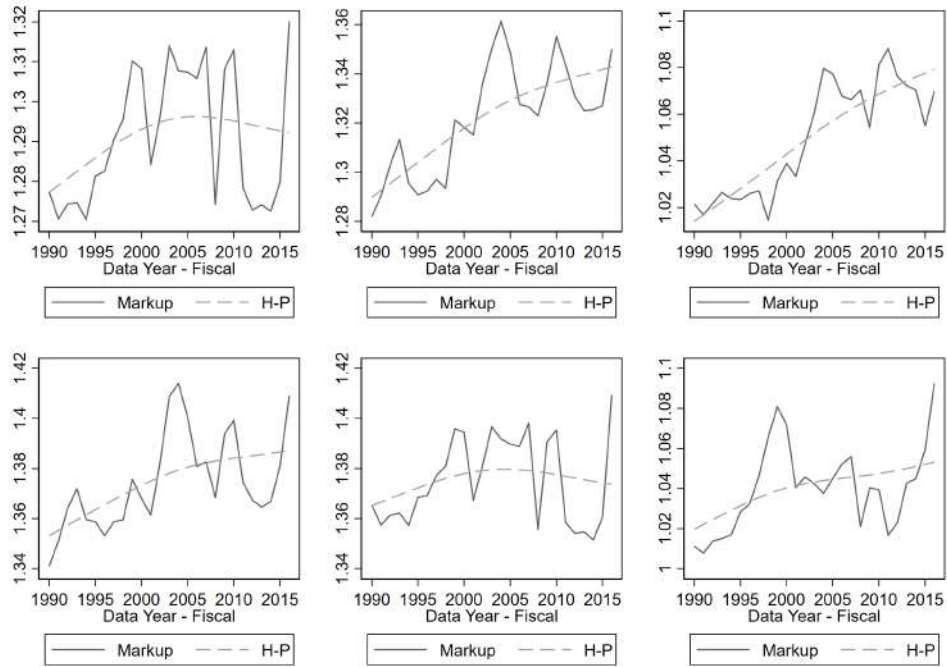 1.32
1.31
1.3
1.29
1.28
1.27
1990 1995 2000 2005 2010 2015
Data Year - Fiscal
Markup H-P
1.36
1.34
1.32
1.3
1.28
1990 1995 2000 2005 2010 2015
Data Year - Fiscal
Markup H-P
1.1
1.08
1.06
1.04
1.02
1990 1995 2000 2005 2010 2015
Data Year - Fiscal
Markup H-P
1.42
1.4
1.38
1.36
1.34
1990 1995 2000 2005 2010 2015
Data Year - Fiscal
Markup H-P
1.42
1.4
1.38
1.36
1.34
1990 1995 2000 2005 2010 2015
Data Year - Fiscal
Markup H-P
1.1
1.08
1.06
1.04
1.02
1
1990 1995 2000 2005 2010 2015
Data Year - Fiscal
Markup H-P